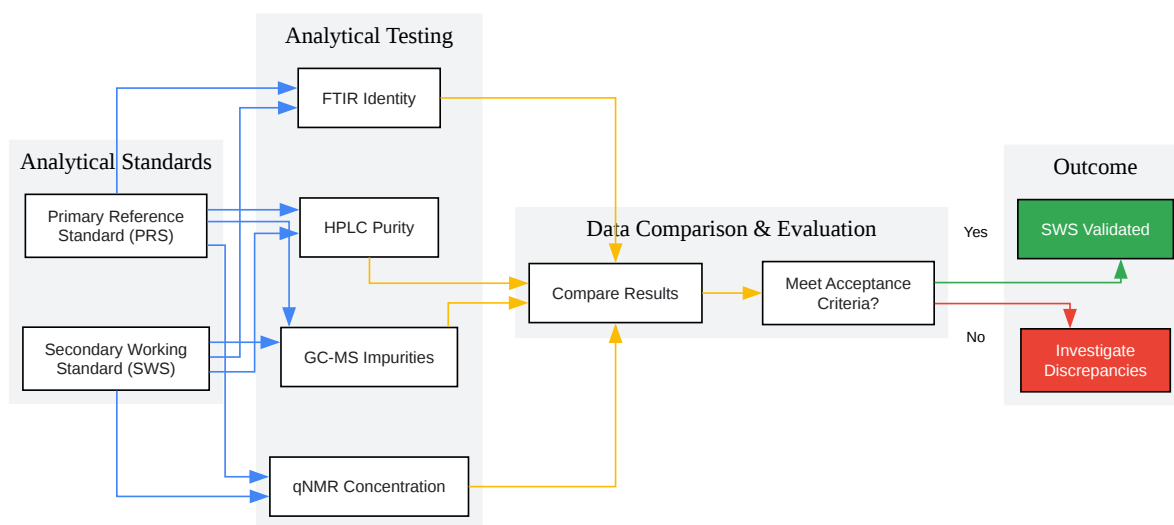 Analytical Standards
Primary Reference
Standard (PRS)
Secondary Working
Standard (SWS)
Analytical Testing
FTIR Identity
HPLC Purity
GC-MS Impurities
qNMR Concentration
Data Comparison & Evaluation
Compare Results
Meet Acceptance
Criteria?
Yes
No
Outcome
SWS Validated
Investigate
Discrepancies